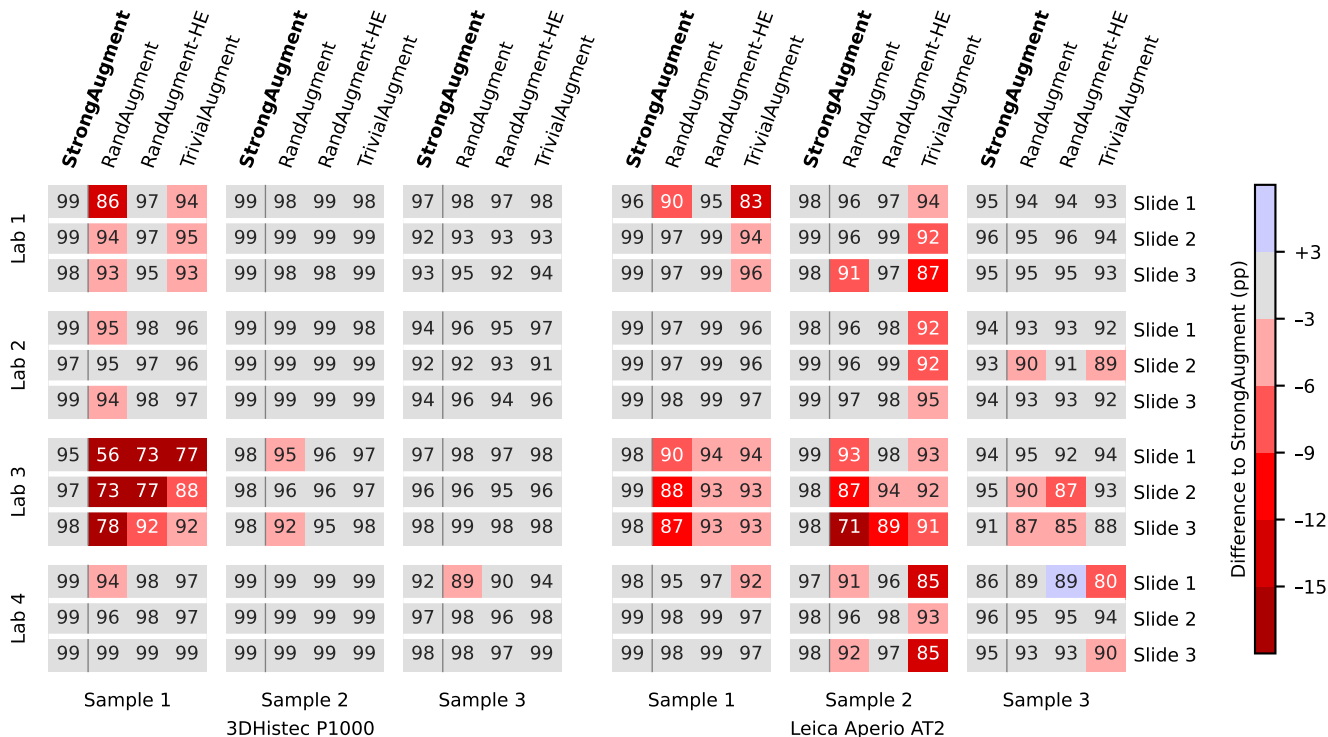 StrongAugment RandAugment RandAugment-HE TrivialAugment StrongAugment RandAugment RandAugment-HE TrivialAugment StrongAugment RandAugment RandAugment-HE TrivialAugment StrongAugment RandAugment RandAugment-HE TrivialAugment StrongAugment RandAugment RandAugment-HE TrivialAugment StrongAugment RandAugment RandAugment-HE TrivialAugment
Lab 1
99 86 97 94 99 98 99 98 97 98 97 98 96 90 95 83 98 96 97 94 95 94 94 93 Slide 1
99 94 97 95 99 99 99 99 92 93 93 93 99 97 99 94 99 96 99 92 96 95 96 94 Slide 2
98 93 95 93 99 98 98 99 93 95 92 94 99 97 99 96 98 91 97 87 95 95 95 93 Slide 3
Lab 2
99 95 98 96 99 99 99 98 94 96 95 97 99 97 99 96 98 96 98 92 94 93 93 92 Slide 1
97 95 97 96 99 99 99 99 92 92 93 91 99 97 99 96 99 96 99 92 93 90 91 89 Slide 2
99 94 98 97 99 99 99 99 94 96 94 96 99 98 99 97 99 97 98 95 94 93 93 92 Slide 3
Lab 3
95 56 73 77 98 95 96 97 97 98 97 98 98 90 94 94 99 93 98 93 94 95 92 94 Slide 1
97 73 77 88 98 96 96 97 96 96 95 96 99 88 93 93 98 87 94 92 95 90 87 93 Slide 2
98 78 92 92 98 92 95 98 98 99 98 98 98 87 93 93 98 71 89 91 91 87 85 88 Slide 3
Lab 4
99 94 98 97 99 99 99 99 92 89 90 94 98 95 97 92 97 91 96 85 86 89 89 80 Slide 1
99 96 98 97 99 99 99 99 97 98 96 98 99 98 99 97 98 96 98 93 96 95 95 94 Slide 2
99 99 99 99 99 99 99 99 98 98 97 99 99 98 99 97 98 92 97 85 95 93 93 90 Slide 3
Sample 1 Sample 2 Sample 3 Sample 1 Sample 2 Sample 3
3DHistec P1000 Leica Aperio AT2
Difference to StrongAugment (pp)
+3
–3
–6
–9
–12
–15